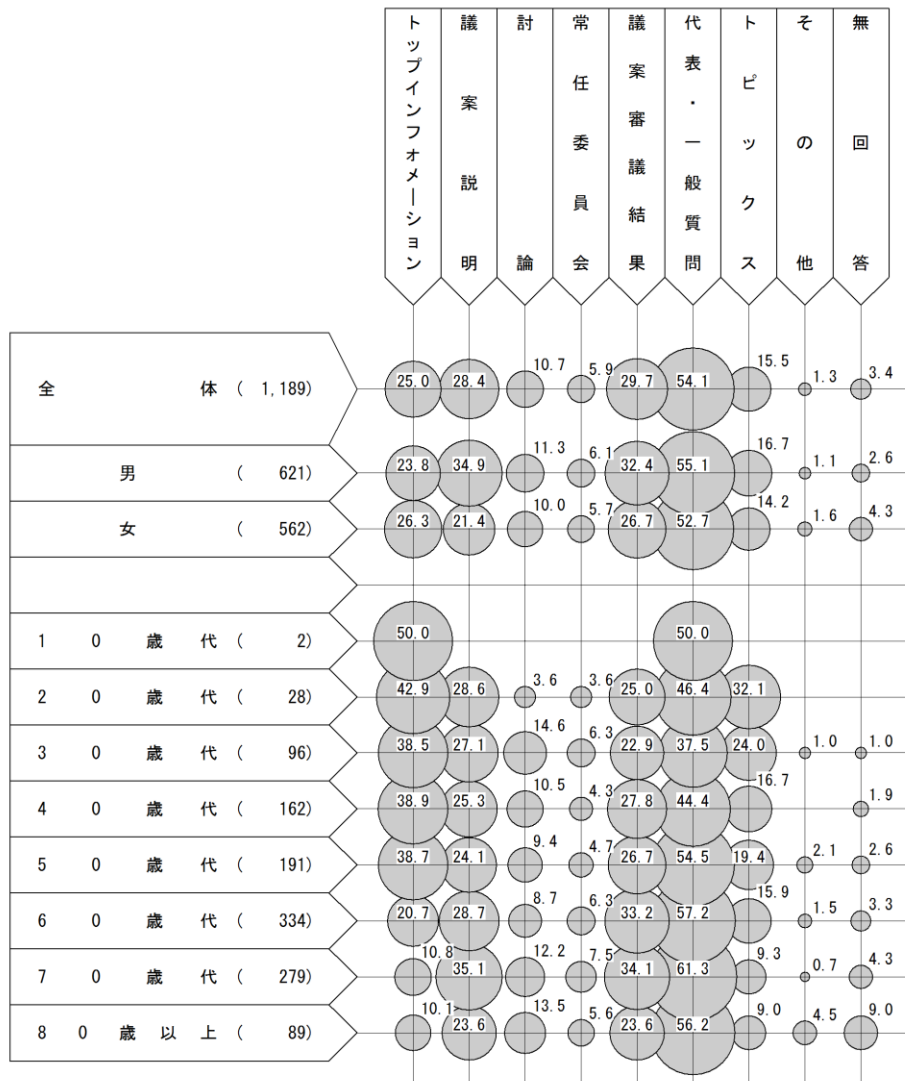 トップインフォメーション
議案説明
討論
常任委員会
議案審議結果
代表・一般質問
トピックス
その他
無回答
全体 ( 1,189) 25.0 28.4 10.7 5.9 29.7 54.1 15.5 1.3 3.4
男 ( 621) 23.8 34.9 11.3 6.1 32.4 55.1 16.7 1.1 2.6
女 ( 562) 26.3 21.4 10.0 5.7 26.7 52.7 14.2 1.6 4.3
10歳代 ( 2) 50.0 50.0
20歳代 ( 28) 42.9 28.6 3.6 3.6 25.0 46.4 32.1
30歳代 ( 96) 38.5 27.1 14.6 6.3 22.9 37.5 24.0 1.0 1.0
40歳代 ( 162) 38.9 25.3 10.5 4.3 27.8 44.4 16.7 1.9
50歳代 ( 191) 38.7 24.1 9.4 4.7 26.7 54.5 19.4 2.1 2.6
60歳代 ( 334) 20.7 28.7 8.7 6.3 33.2 57.2 15.9 1.5 3.3
70歳代 ( 279) 10.8 35.1 12.2 7.5 34.1 61.3 9.3 0.7 4.3
80歳以上 ( 89) 10.1 23.6 13.5 5.6 23.6 56.2 9.0 4.5 9.0